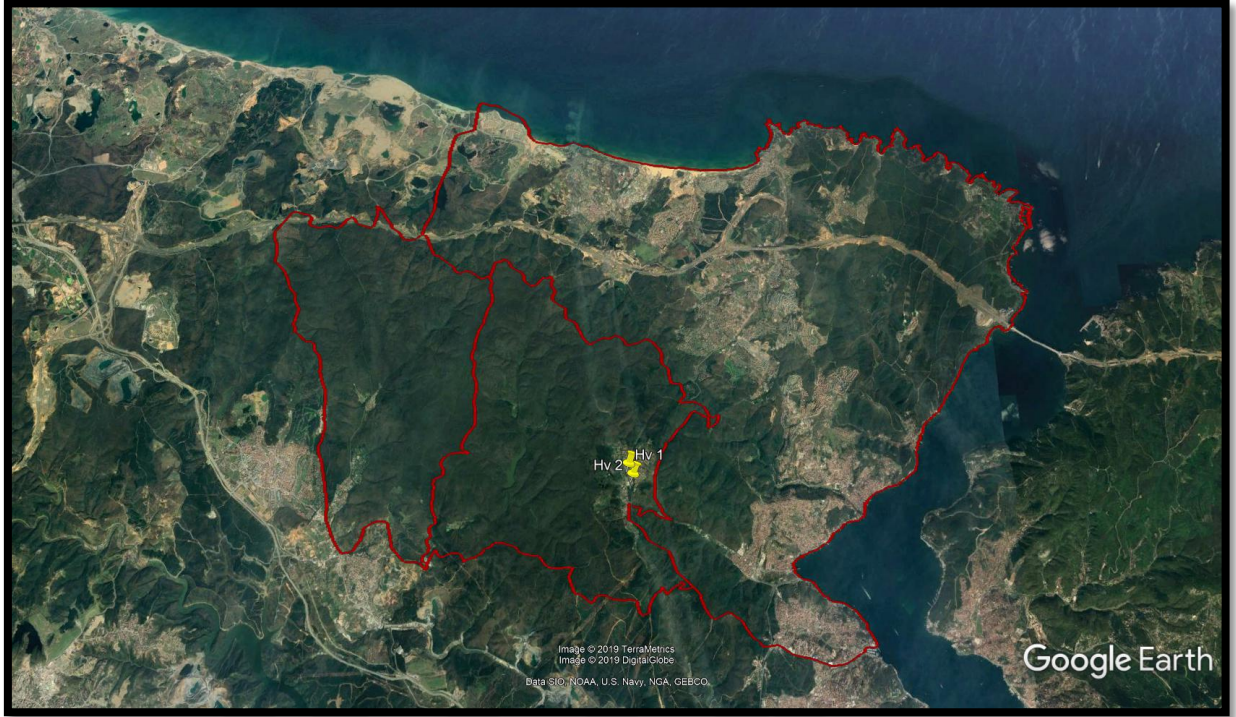 Hv 1
Hv 2
Image © 2019 TerraMetrics
Image © 2019 DigitalGlobe
Data SIO, NOAA, U.S. Navy, NGA, GEBCO
Google Earth